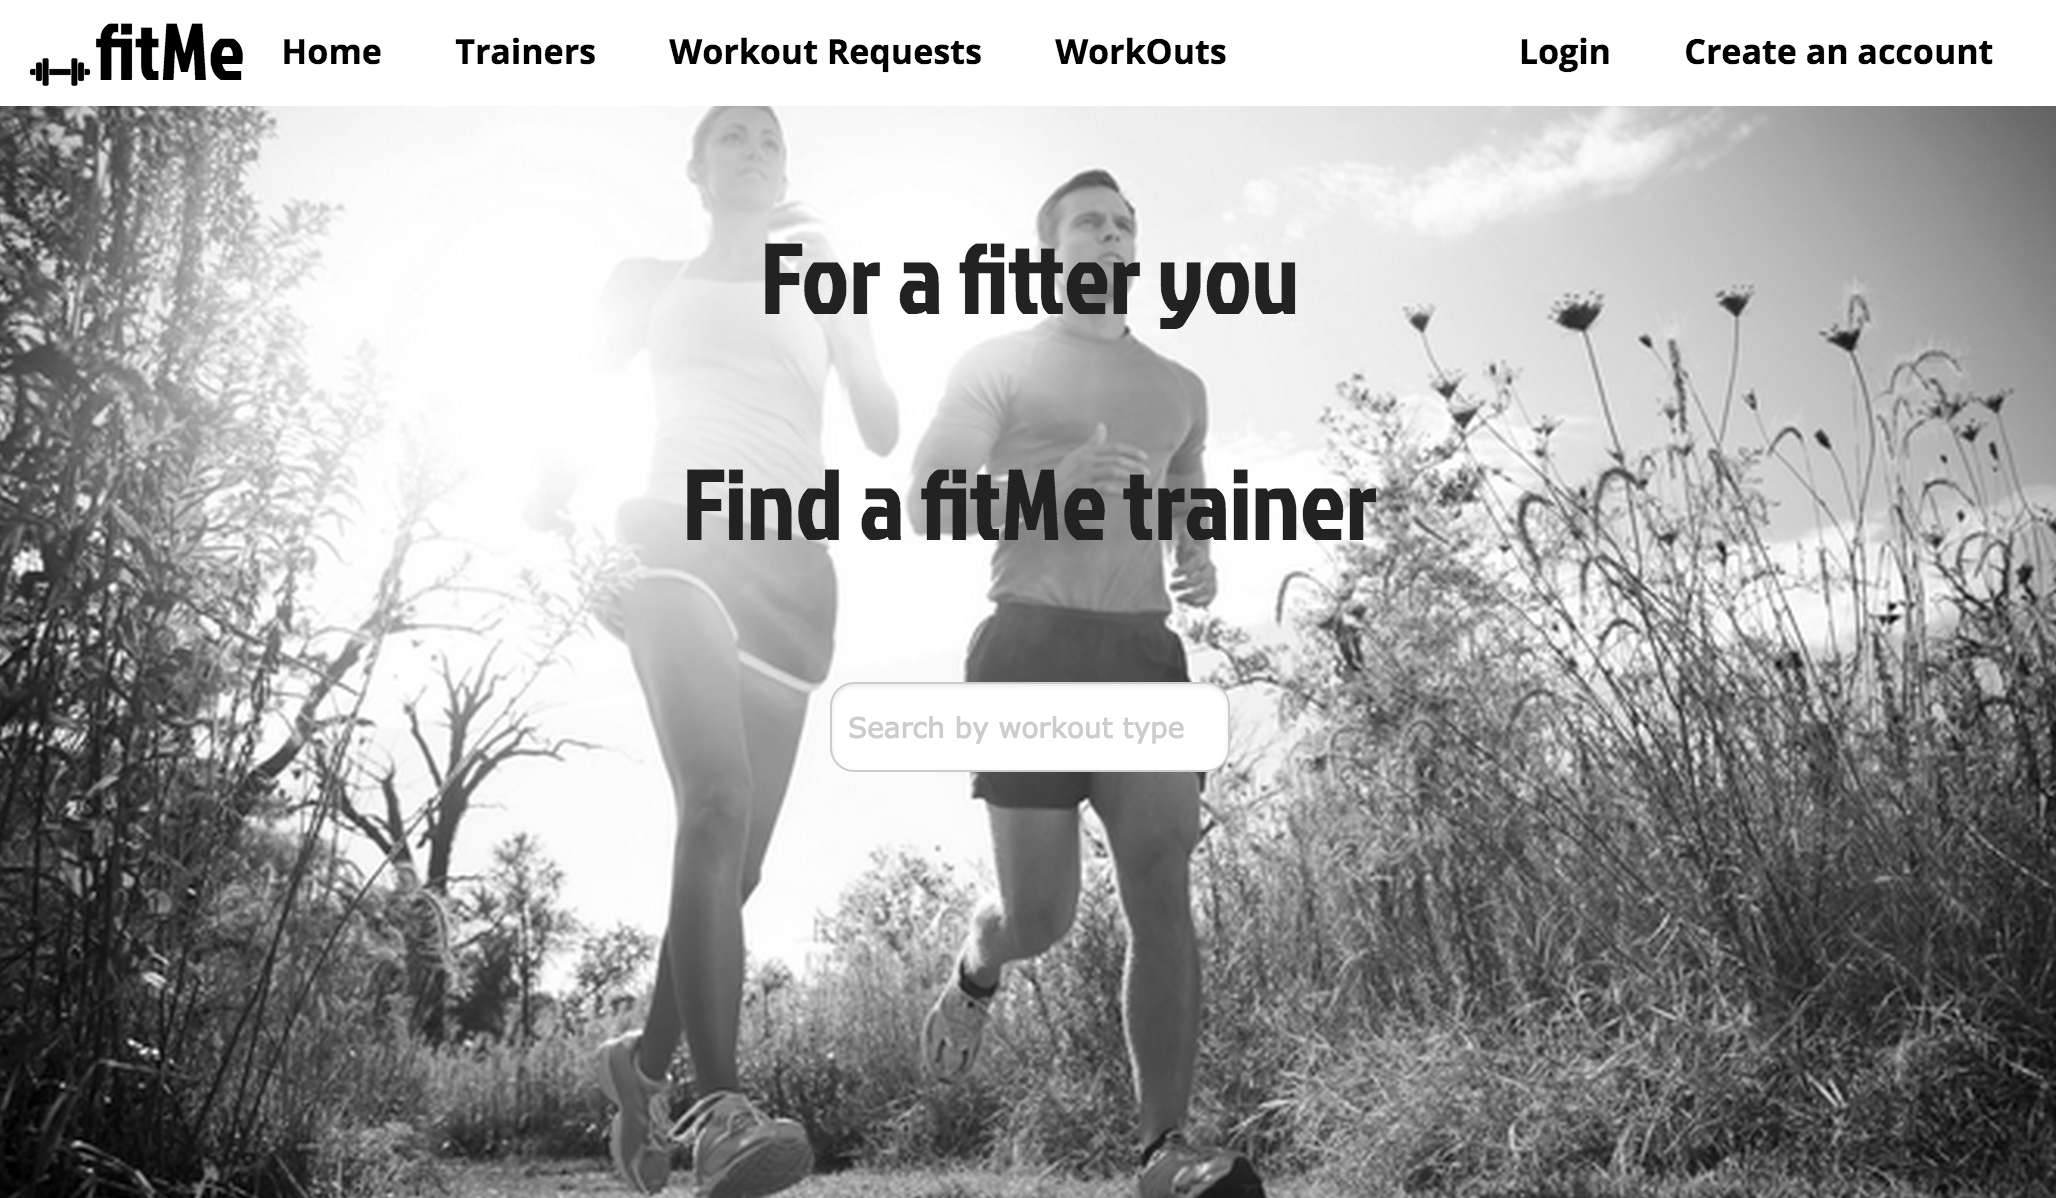 fitMe Home Trainers Workout Requests WorkOuts Login Create an account
For a fitter you
Find a fitMe trainer
Search by workout type